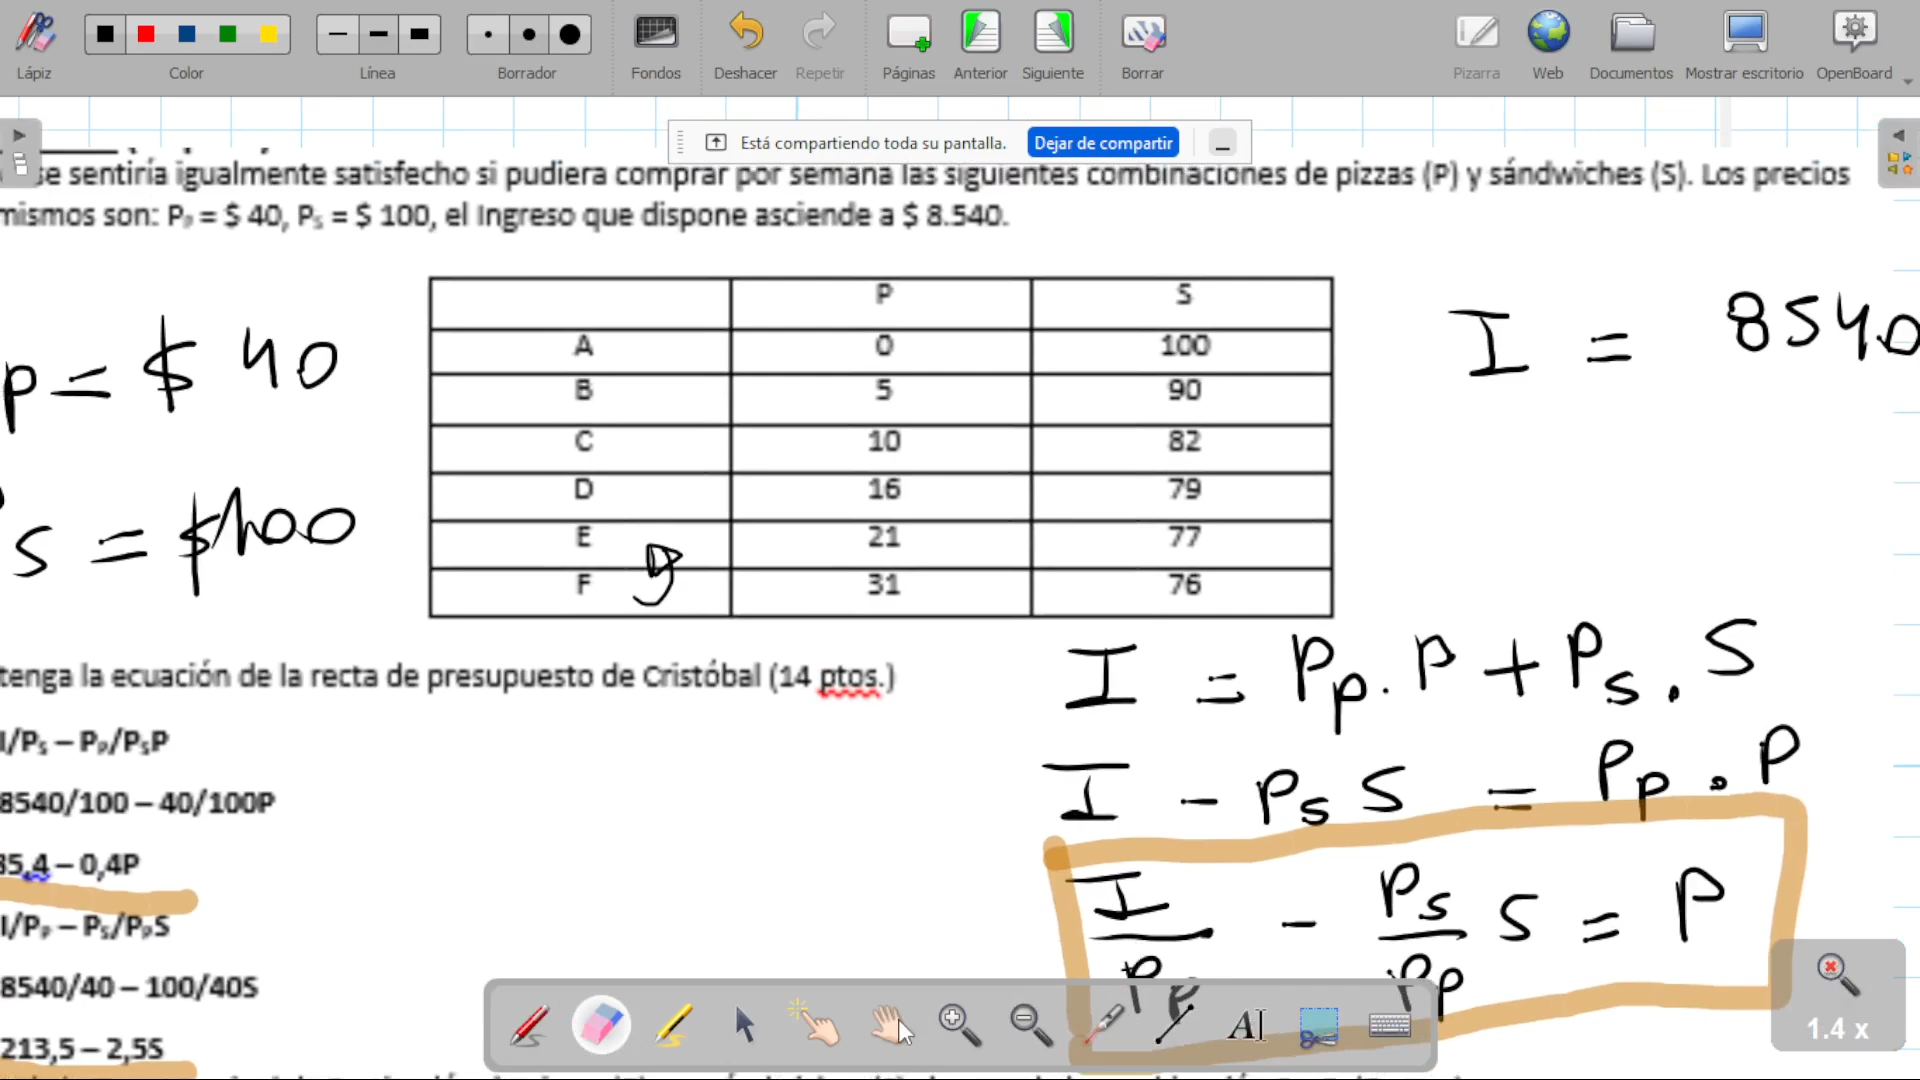 Lápiz Color Línea Borrador Fondos Deshacer Repetir Páginas Anterior Siguiente Borrar Pizarra Web Documentos Mostrar escritorio OpenBoard
Está compartiendo toda su pantalla. Dejar de compartir
se sentiría igualmente satisfecho si pudiera comprar por semana las siguientes combinaciones de pizzas (P) y sándwiches (S). Los precios
mismos son: Pₚ = $ 40, Pₛ = $ 100, el Ingreso que dispone asciende a $ 8.540.
P S
A 0 100
B 5 90
C 10 82
D 16 79
E 21 77
F 31 76
p = $ 40
s = $100
I = 8540
tenga la ecuación de la recta de presupuesto de Cristóbal (14 ptos.)
I/Pₛ – Pₚ/PₛP
8540/100 – 40/100P
85,4 – 0,4P
I/Pₚ – Pₛ/PₚS
8540/40 – 100/40S
213,5 – 2,5S
I = Pp . P + Ps . S
I - Ps S = Pp . P
I/Pp - Ps/Pp S = P
1.4 x